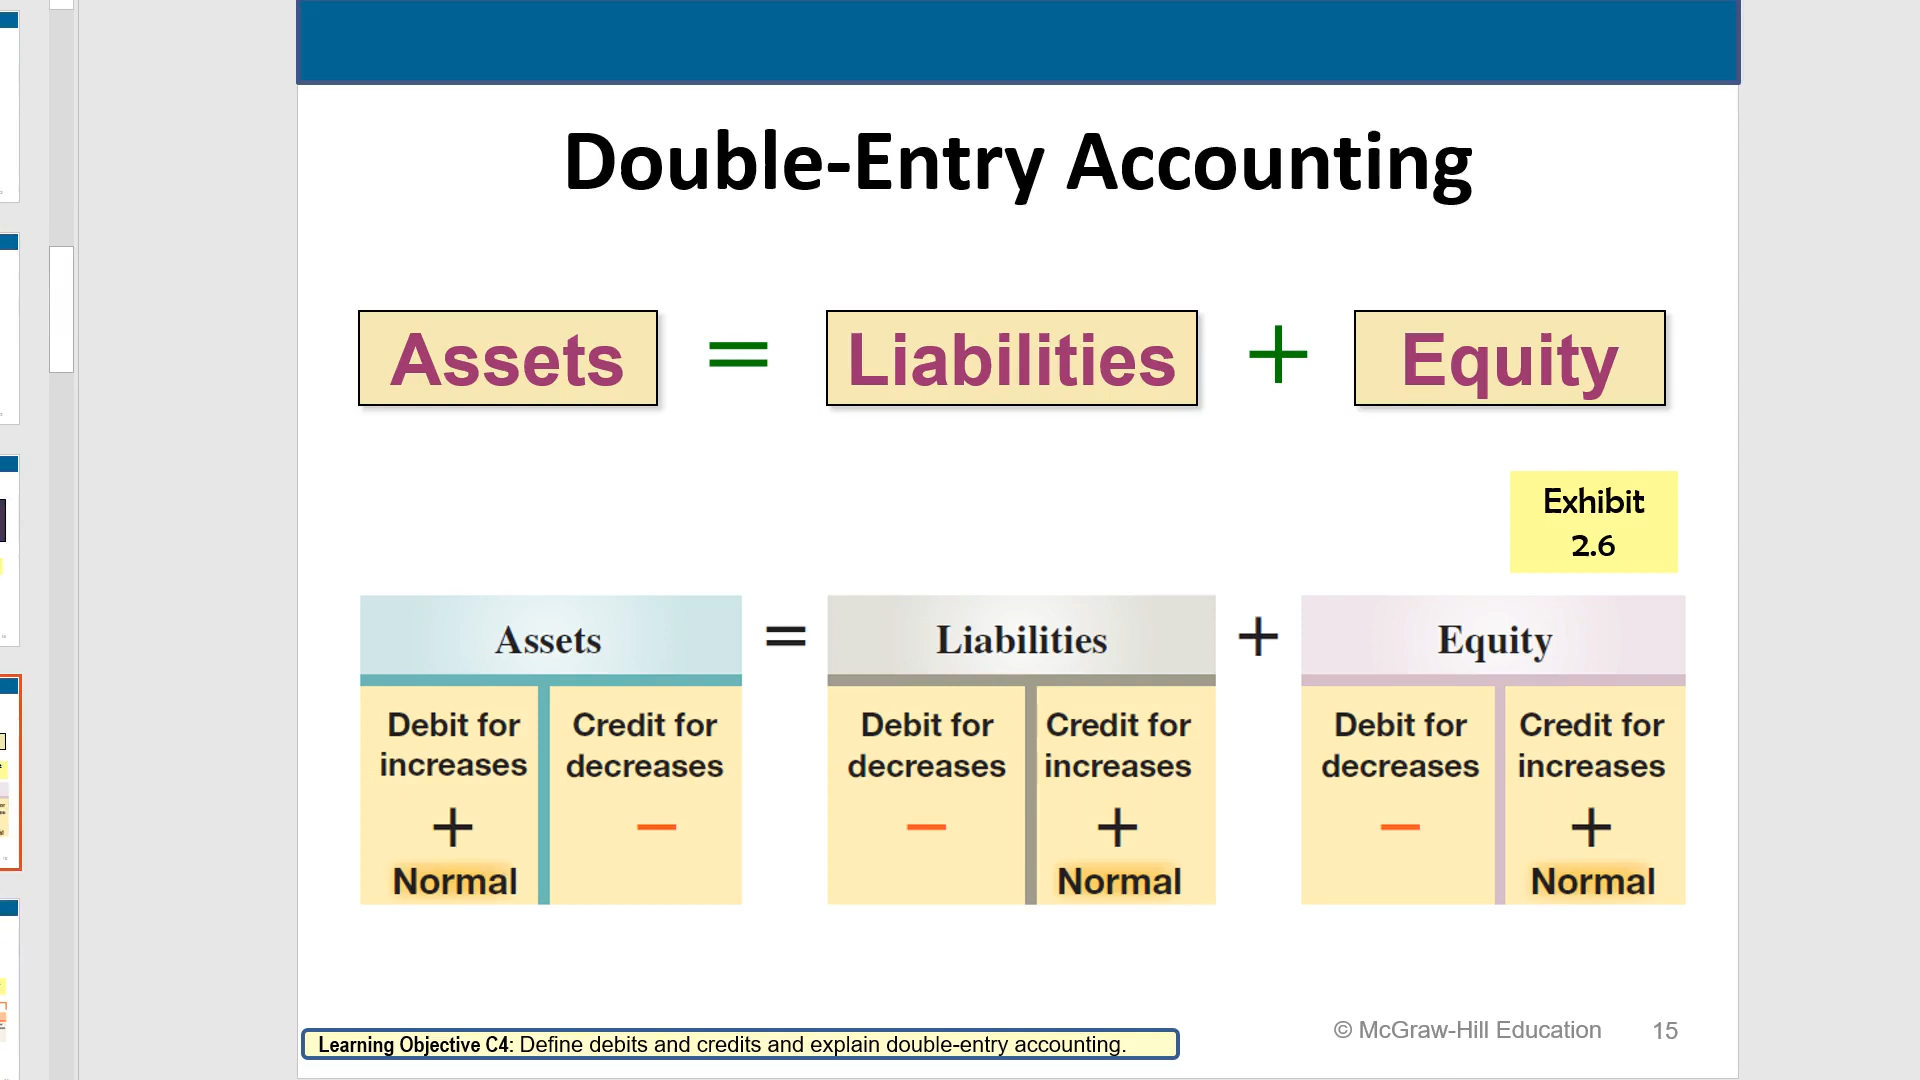 Double-Entry Accounting
Assets = Liabilities + Equity
Exhibit
2.6
Assets = Liabilities + Equity
Debit for
increases
+
Normal
Credit for
decreases
−
Debit for
decreases
−
Credit for
increases
+
Normal
Debit for
decreases
−
Credit for
increases
+
Normal
Learning Objective C4: Define debits and credits and explain double-entry accounting.
© McGraw-Hill Education 15